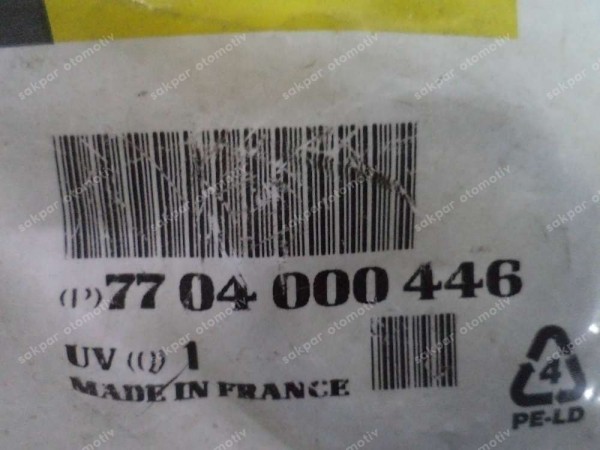 (P) 77 04 000 446
UV (Q) 1
MADE IN FRANCE
4
PE-LD
sakpar otomotiv